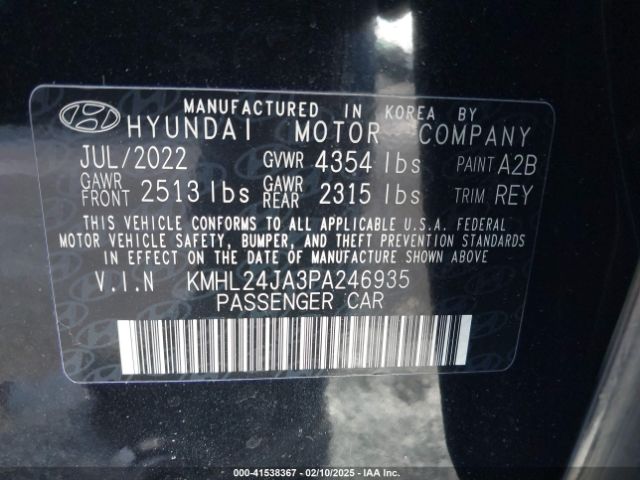 MANUFACTURED IN KOREA BY
HYUNDAI MOTOR COMPANY
JUL/2022 GVWR 4354 lbs PAINT A2B
GAWR FRONT 2513 lbs GAWR REAR 2315 lbs TRIM REY
THIS VEHICLE CONFORMS TO ALL APPLICABLE U.S.A. FEDERAL
MOTOR VEHICLE SAFETY, BUMPER, AND THEFT PREVENTION STANDARDS
IN EFFECT ON THE DATE OF MANUFACTURE SHOWN ABOVE
V.I.N KMHL24JA3PA246935
PASSENGER CAR
000-41538367 - 02/10/2025 - IAA Inc.